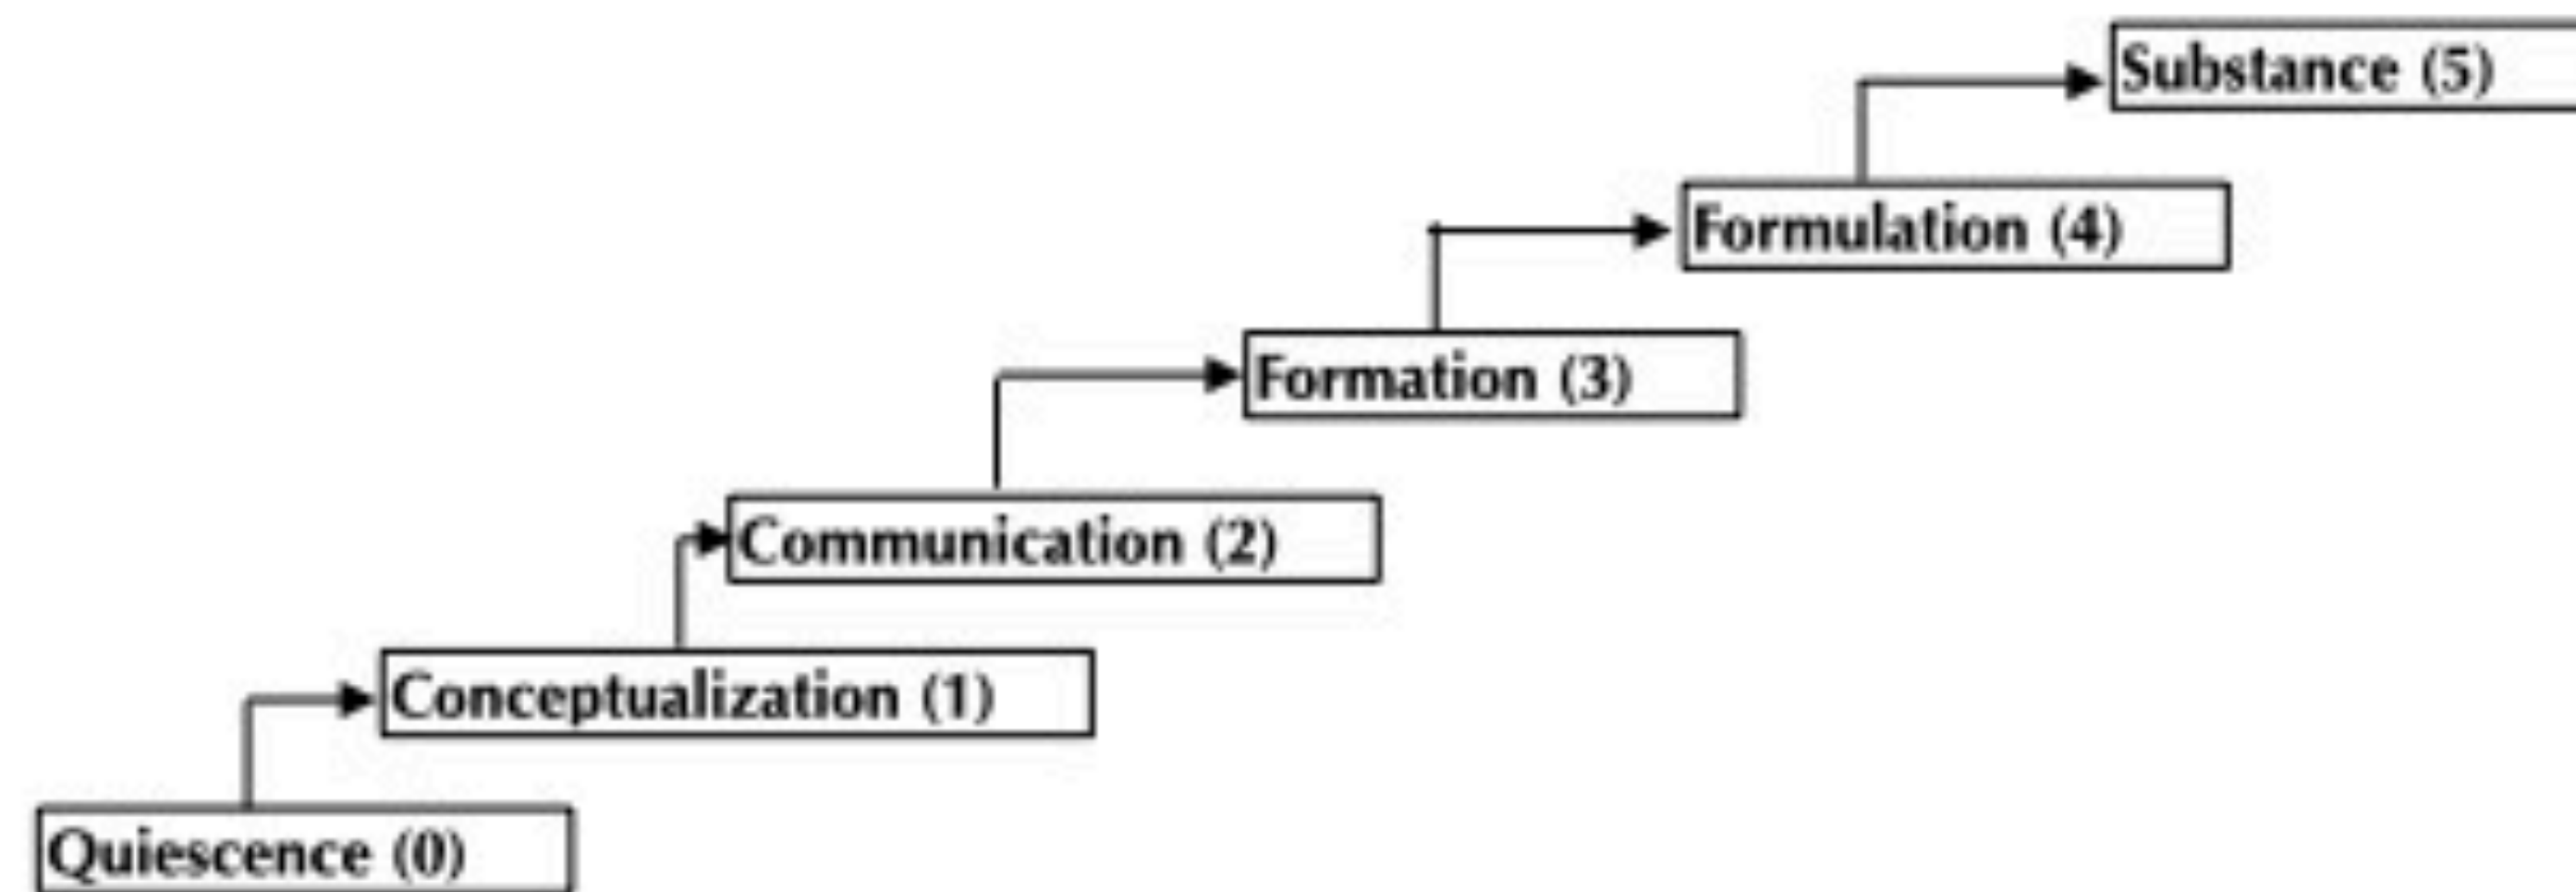 Substance (5)
Formulation (4)
Formation (3)
Communication (2)
Conceptualization (1)
Quiescence (0)